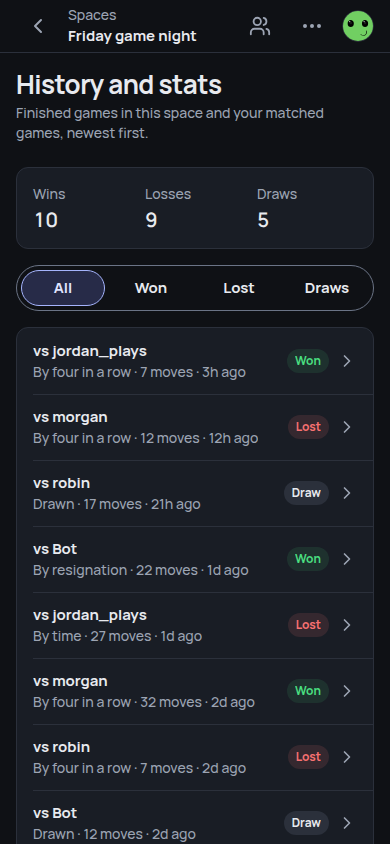 Spaces
Friday game night
History and stats
Finished games in this space and your matched
games, newest first.
Wins
Losses
Draws
10
9
5
All
Won
Lost
Draws
vs jordan_plays
By four in a row · 7 moves · 3h ago
Won
vs morgan
By four in a row · 12 moves · 12h ago
Lost
vs robin
Drawn · 17 moves · 21h ago
Draw
vs Bot
By resignation · 22 moves · 1d ago
Won
vs jordan_plays
By time · 27 moves · 1d ago
Lost
vs morgan
By four in a row · 32 moves · 2d ago
Won
vs robin
By four in a row · 7 moves · 2d ago
Lost
vs Bot
Drawn · 12 moves · 2d ago
Draw